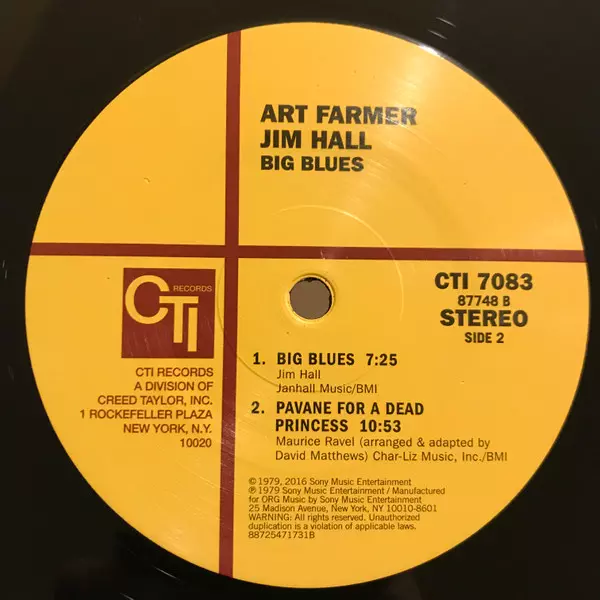 ART FARMER
JIM HALL
BIG BLUES
CTI RECORDS
CTI RECORDS
A DIVISION OF
CREED TAYLOR, INC.
1 ROCKEFELLER PLAZA
NEW YORK, N.Y.
10020
CTI 7083
87748 B
STEREO
SIDE 2
1. BIG BLUES 7:25
Jim Hall
Janhall Music/BMI
2. PAVANE FOR A DEAD
PRINCESS 10:53
Maurice Ravel (arranged & adapted by
David Matthews) Char-Liz Music, Inc./BMI
© 1979, 2016 Sony Music Entertainment
℗ 1979 Sony Music Entertainment / Manufactured
for ORG Music by Sony Music Entertainment
25 Madison Avenue, New York, NY 10010-8601
WARNING: All rights reserved. Unauthorized
duplication is a violation of applicable laws.
88725471731B